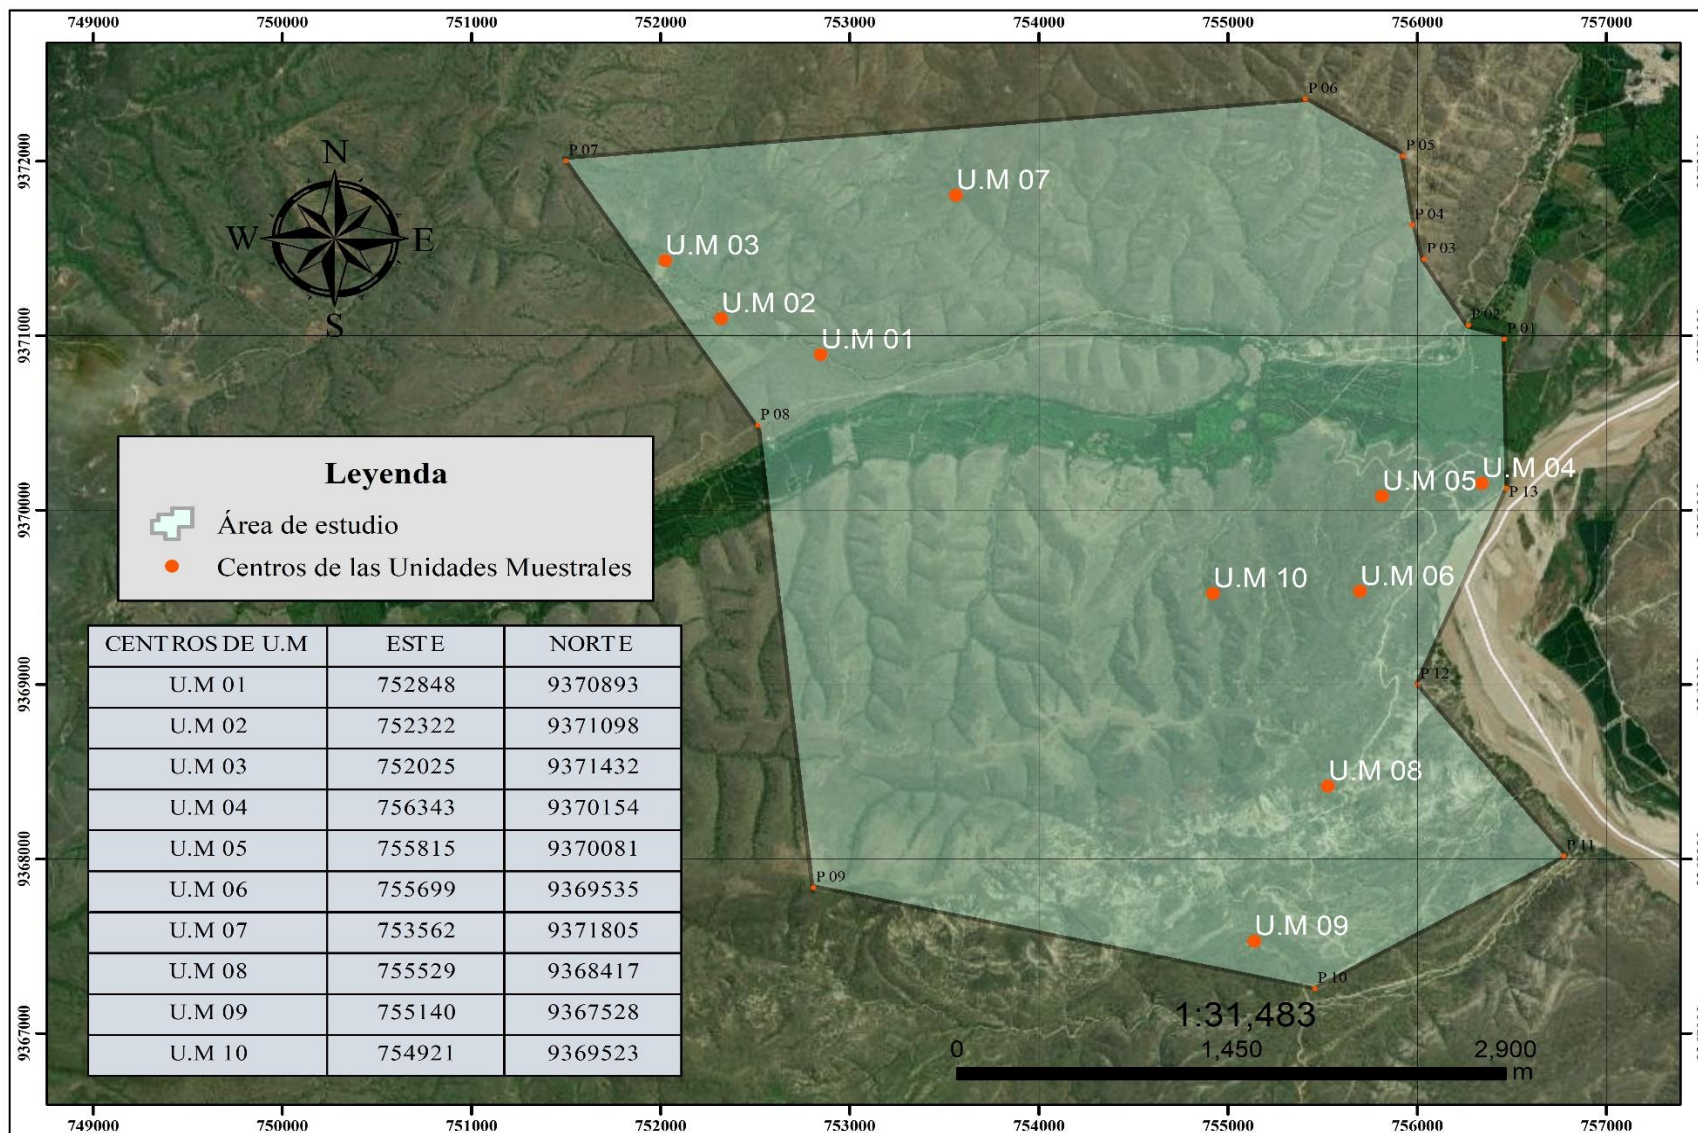 749000 750000 751000 752000 753000 754000 755000 756000 757000
9372000
9371000
9370000
9369000
9368000
9367000
N
W E
S
P 06
P 05
P 07
U.M 07
P 04
U.M 03
P 03
U.M 02
P 02
P 01
U.M 01
P 08
U.M 04
U.M 05
P 13
U.M 10
U.M 06
P 12
U.M 08
P 11
P 09
U.M 09
P 10
Leyenda
Área de estudio
Centros de las Unidades Muestrales
CENTROS DE U.M ESTE NORTE
U.M 01 752848 9370893
U.M 02 752322 9371098
U.M 03 752025 9371432
U.M 04 756343 9370154
U.M 05 755815 9370081
U.M 06 755699 9369535
U.M 07 753562 9371805
U.M 08 755529 9368417
U.M 09 755140 9367528
U.M 10 754921 9369523
1:31,483
0 1,450 2,900
m
749000 750000 751000 752000 753000 754000 755000 756000 757000